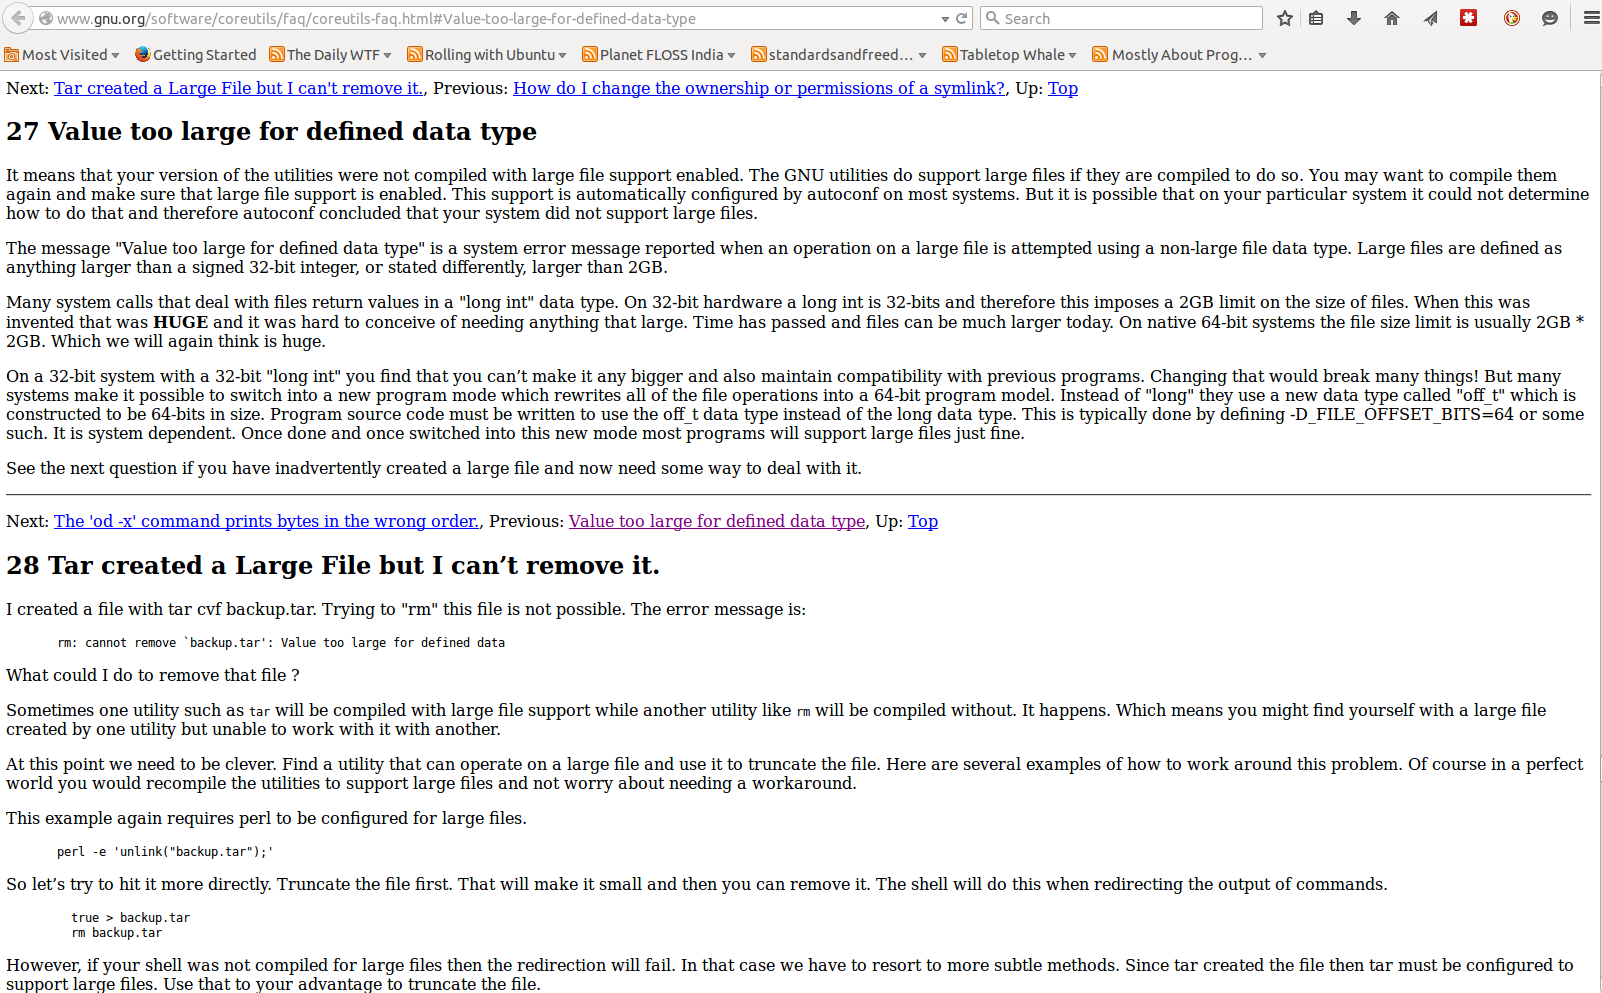 www.gnu.org/software/coreutils/faq/coreutils-faq.html#Value-too-large-for-defined-data-type
Search
Most Visited
Getting Started
The Daily WTF
Rolling with Ubuntu
Planet FLOSS India
standardsandfreed...
Tabletop Whale
Mostly About Prog...
Next: Tar created a Large File but I can't remove it., Previous: How do I change the ownership or permissions of a symlink?, Up: Top
27 Value too large for defined data type
It means that your version of the utilities were not compiled with large file support enabled. The GNU utilities do support large files if they are compiled to do so. You may want to compile them
again and make sure that large file support is enabled. This support is automatically configured by autoconf on most systems. But it is possible that on your particular system it could not determine
how to do that and therefore autoconf concluded that your system did not support large files.
The message "Value too large for defined data type" is a system error message reported when an operation on a large file is attempted using a non-large file data type. Large files are defined as
anything larger than a signed 32-bit integer, or stated differently, larger than 2GB.
Many system calls that deal with files return values in a "long int" data type. On 32-bit hardware a long int is 32-bits and therefore this imposes a 2GB limit on the size of files. When this was
invented that was HUGE and it was hard to conceive of needing anything that large. Time has passed and files can be much larger today. On native 64-bit systems the file size limit is usually 2GB *
2GB. Which we will again think is huge.
On a 32-bit system with a 32-bit "long int" you find that you can’t make it any bigger and also maintain compatibility with previous programs. Changing that would break many things! But many
systems make it possible to switch into a new program mode which rewrites all of the file operations into a 64-bit program model. Instead of "long" they use a new data type called "off_t" which is
constructed to be 64-bits in size. Program source code must be written to use the off_t data type instead of the long data type. This is typically done by defining -D_FILE_OFFSET_BITS=64 or some
such. It is system dependent. Once done and once switched into this new mode most programs will support large files just fine.
See the next question if you have inadvertently created a large file and now need some way to deal with it.
Next: The 'od -x' command prints bytes in the wrong order., Previous: Value too large for defined data type, Up: Top
28 Tar created a Large File but I can’t remove it.
I created a file with tar cvf backup.tar. Trying to "rm" this file is not possible. The error message is:
rm: cannot remove `backup.tar': Value too large for defined data
What could I do to remove that file ?
Sometimes one utility such as tar will be compiled with large file support while another utility like rm will be compiled without. It happens. Which means you might find yourself with a large file
created by one utility but unable to work with it with another.
At this point we need to be clever. Find a utility that can operate on a large file and use it to truncate the file. Here are several examples of how to work around this problem. Of course in a perfect
world you would recompile the utilities to support large files and not worry about needing a workaround.
This example again requires perl to be configured for large files.
perl -e 'unlink("backup.tar");'
So let’s try to hit it more directly. Truncate the file first. That will make it small and then you can remove it. The shell will do this when redirecting the output of commands.
true > backup.tar
rm backup.tar
However, if your shell was not compiled for large files then the redirection will fail. In that case we have to resort to more subtle methods. Since tar created the file then tar must be configured to
support large files. Use that to your advantage to truncate the file.